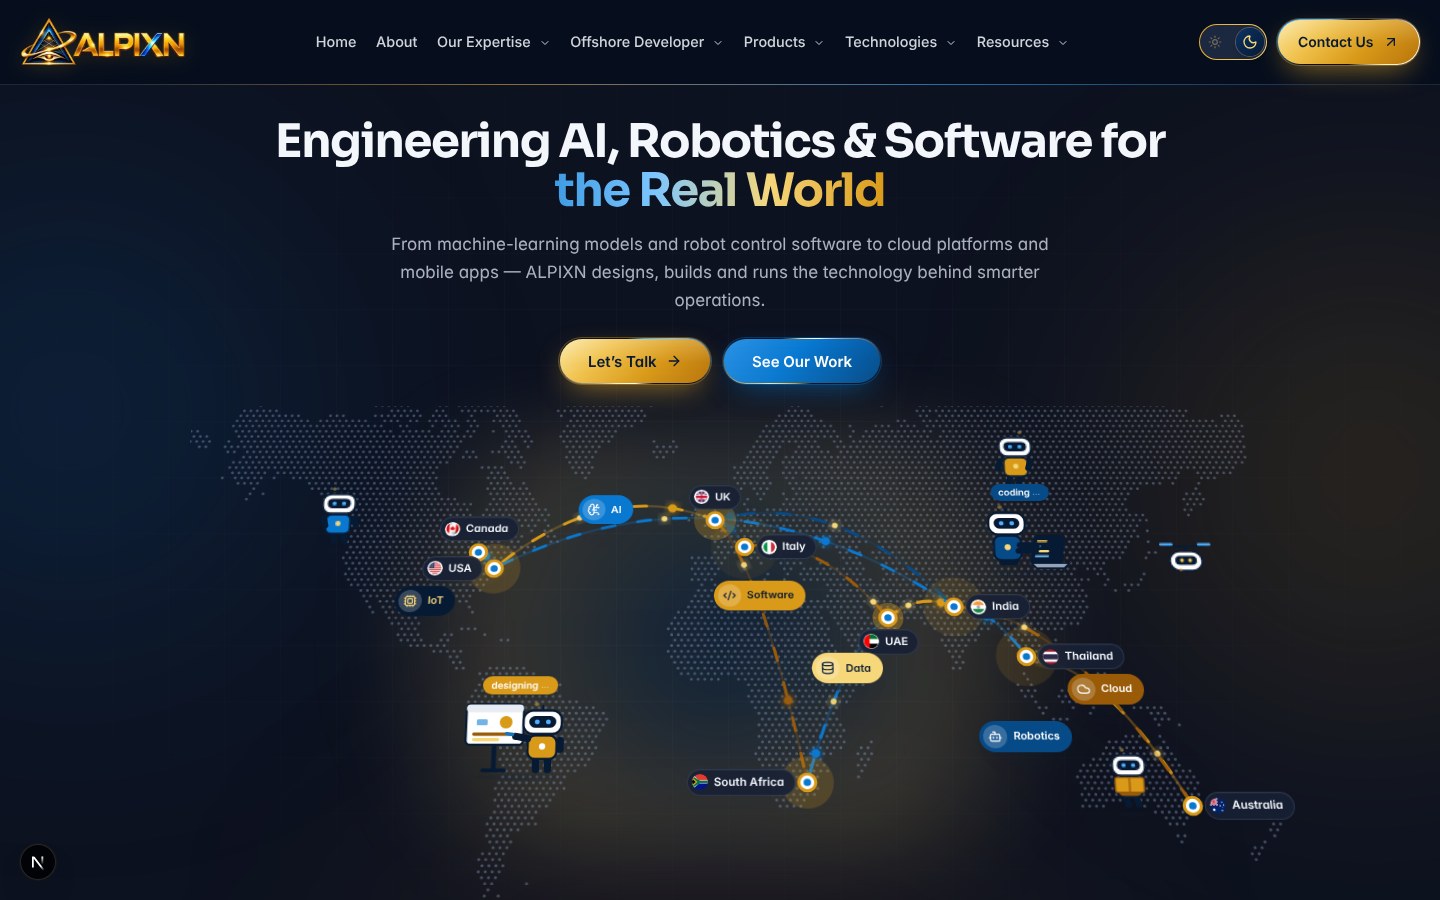 ALPIXN
Home
About
Our Expertise
Offshore Developer
Products
Technologies
Resources
Contact Us
Engineering AI, Robotics & Software for
the Real World
From machine-learning models and robot control software to cloud platforms and
mobile apps — ALPIXN designs, builds and runs the technology behind smarter
operations.
Let's Talk
See Our Work
coding ...
UK
AI
Canada
Italy
USA
Software
IoT
India
UAE
Thailand
Data
designing ...
Cloud
Robotics
South Africa
Australia
N